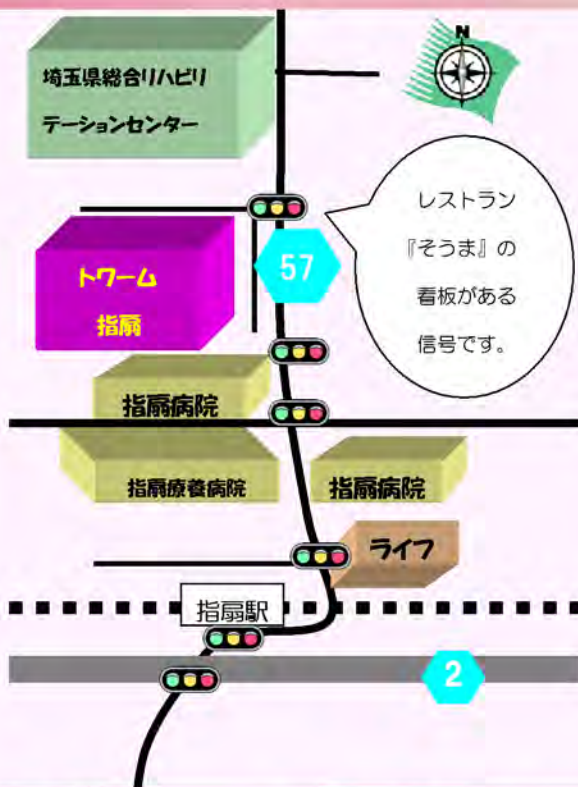 N
埼玉県総合リハビリ
テーションセンター
レストラン
『そうま』の
看板がある
信号です。
57
トワーム
指扇
指扇病院
指扇療養病院
指扇病院
ライフ
指扇駅
2